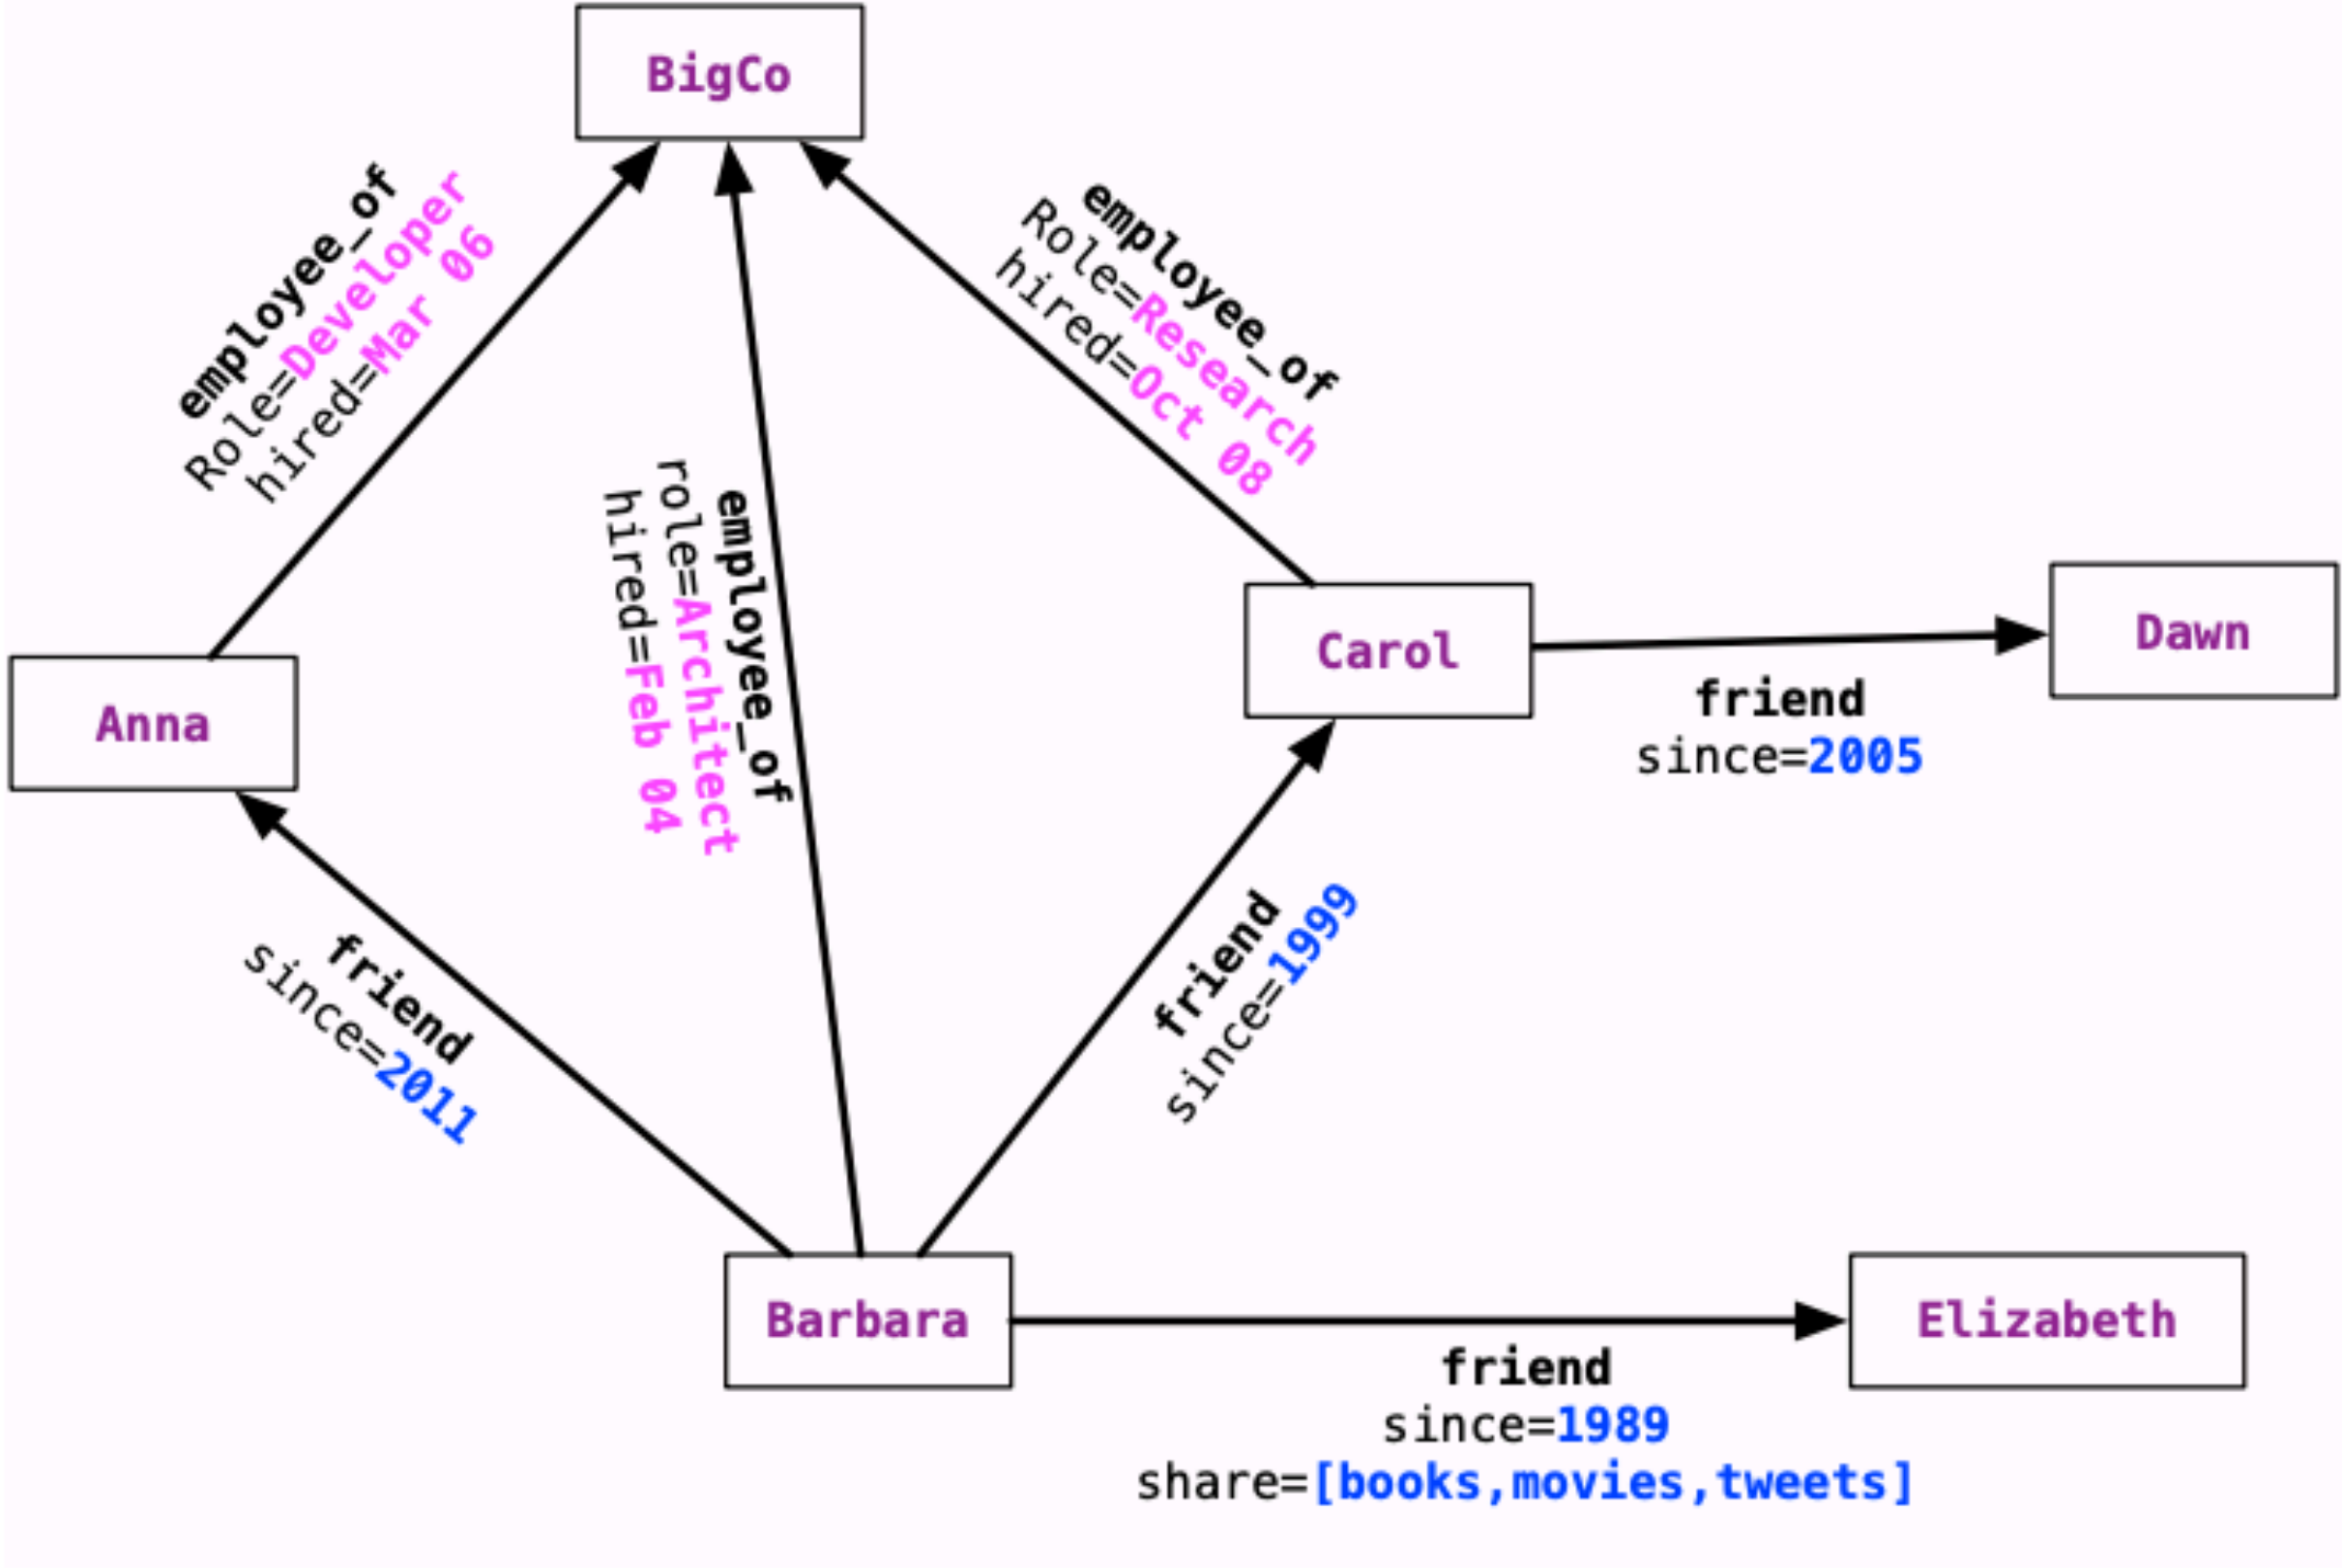 BigCo
employee_of
Role=Developer
hired=Mar 06
employee_of
Role=Research
hired=Oct 08
employee_of
role=Architect
hired=Feb 04
Anna
Carol
Dawn
friend
since=2005
friend
since=2011
friend
since=1999
Barbara
Elizabeth
friend
since=1989
share=[books,movies,tweets]